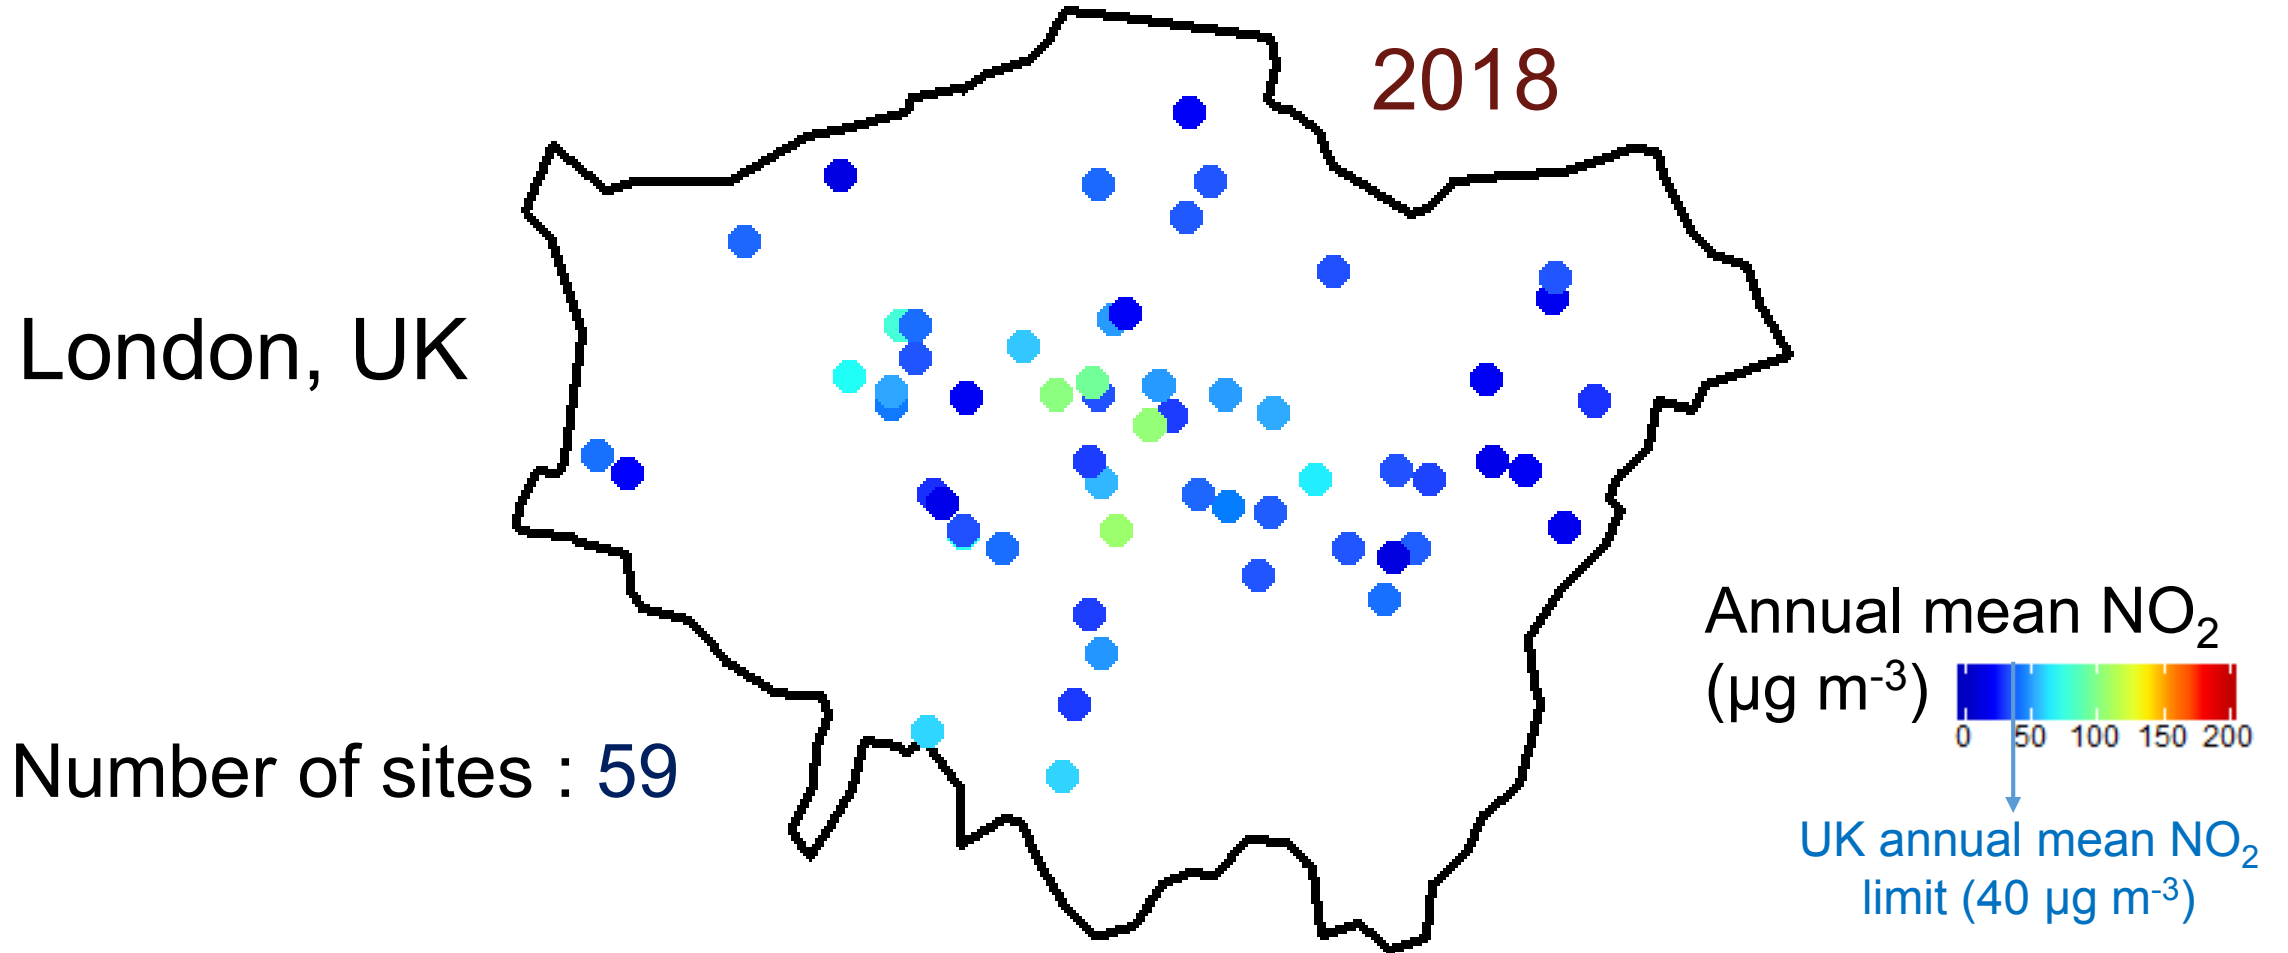 2018
London, UK
Number of sites : 59
Annual mean NO₂
(µg m⁻³)
0 50 100 150 200
UK annual mean NO₂
limit (40 µg m⁻³)